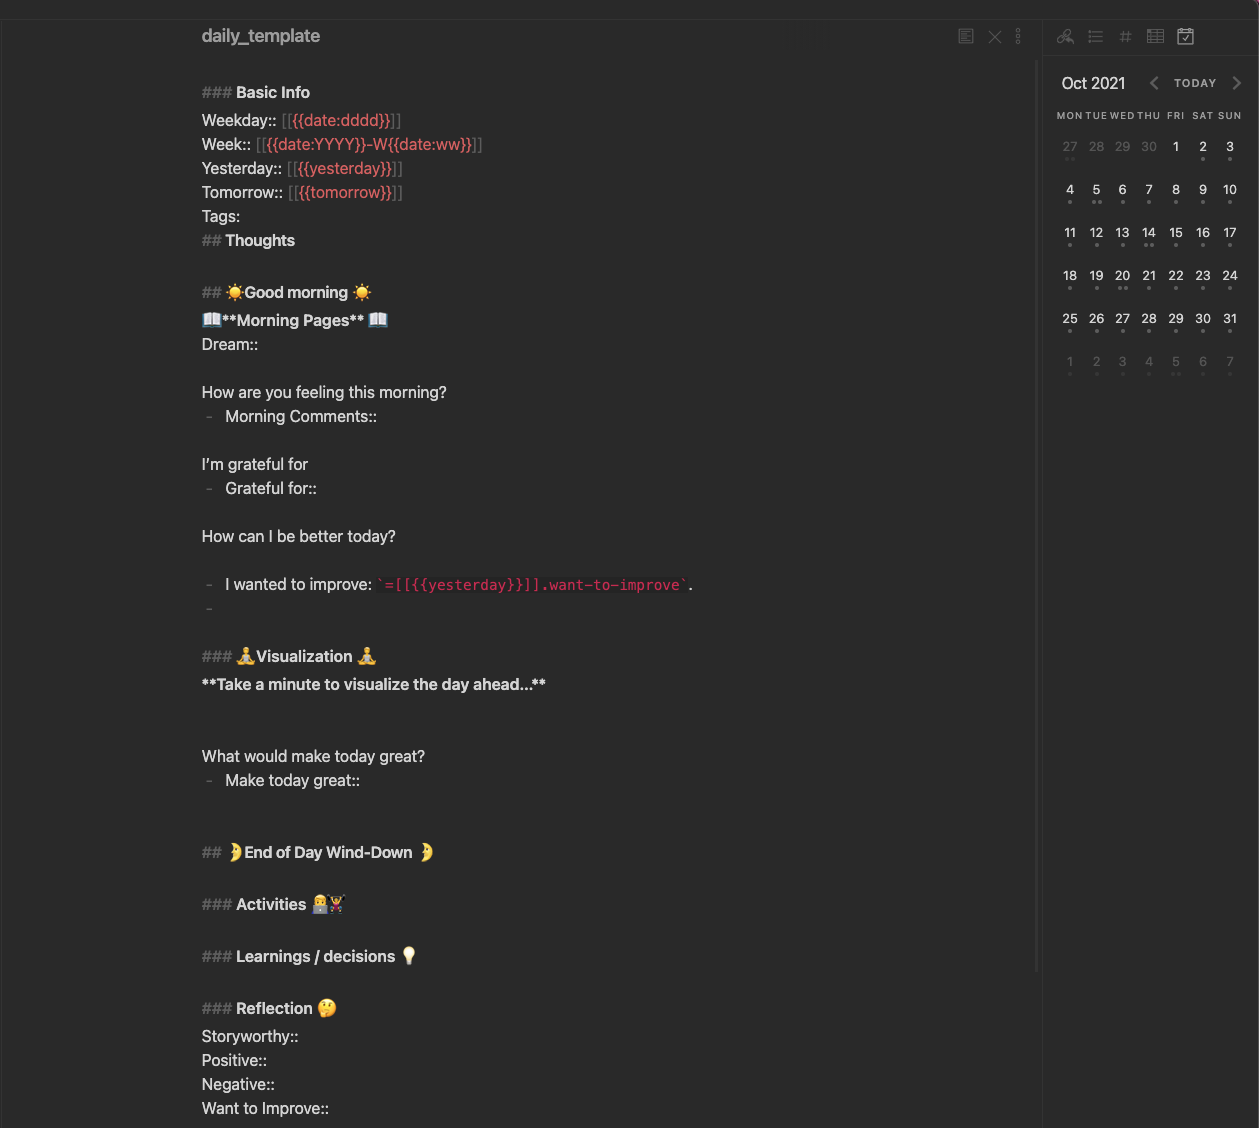 daily_template
### Basic Info
Weekday:: [[{{date:dddd}}]]
Week:: [[{{date:YYYY}}-W{{date:ww}}]]
Yesterday:: [[{{yesterday}}]]
Tomorrow:: [[{{tomorrow}}]]
Tags:
## Thoughts
## ☀️Good morning ☀️
📖**Morning Pages** 📖
Dream::
How are you feeling this morning?
- Morning Comments::
I’m grateful for
- Grateful for::
How can I be better today?
- I wanted to improve: `=[[{{yesterday}}]].want-to-improve`.
-
### 🧘Visualization 🧘
**Take a minute to visualize the day ahead...**
What would make today great?
- Make today great::
## 🌛End of Day Wind-Down 🌛
### Activities 👨‍💻🏋️‍♀️
### Learnings / decisions 💡
### Reflection 🤔
Storyworthy::
Positive::
Negative::
Want to Improve::
Oct 2021 TODAY
MON TUE WED THU FRI SAT SUN
27 28 29 30 1 2 3
4 5 6 7 8 9 10
11 12 13 14 15 16 17
18 19 20 21 22 23 24
25 26 27 28 29 30 31
1 2 3 4 5 6 7